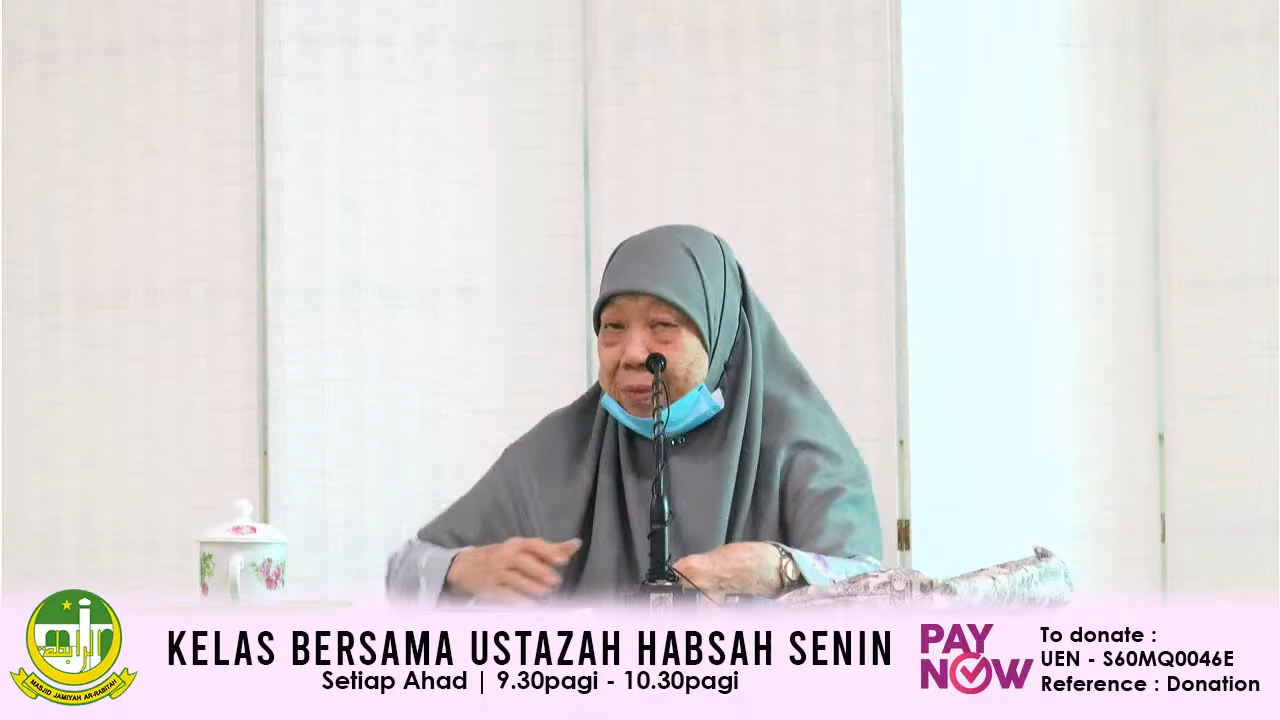 KELAS BERSAMA USTAZAH HABSAH SENIN
Setiap Ahad | 9.30pagi - 10.30pagi
MASJID JAMIYAH AR-RABITAH
الرابطة
PAY
NOW
To donate :
UEN - S60MQ0046E
Reference : Donation